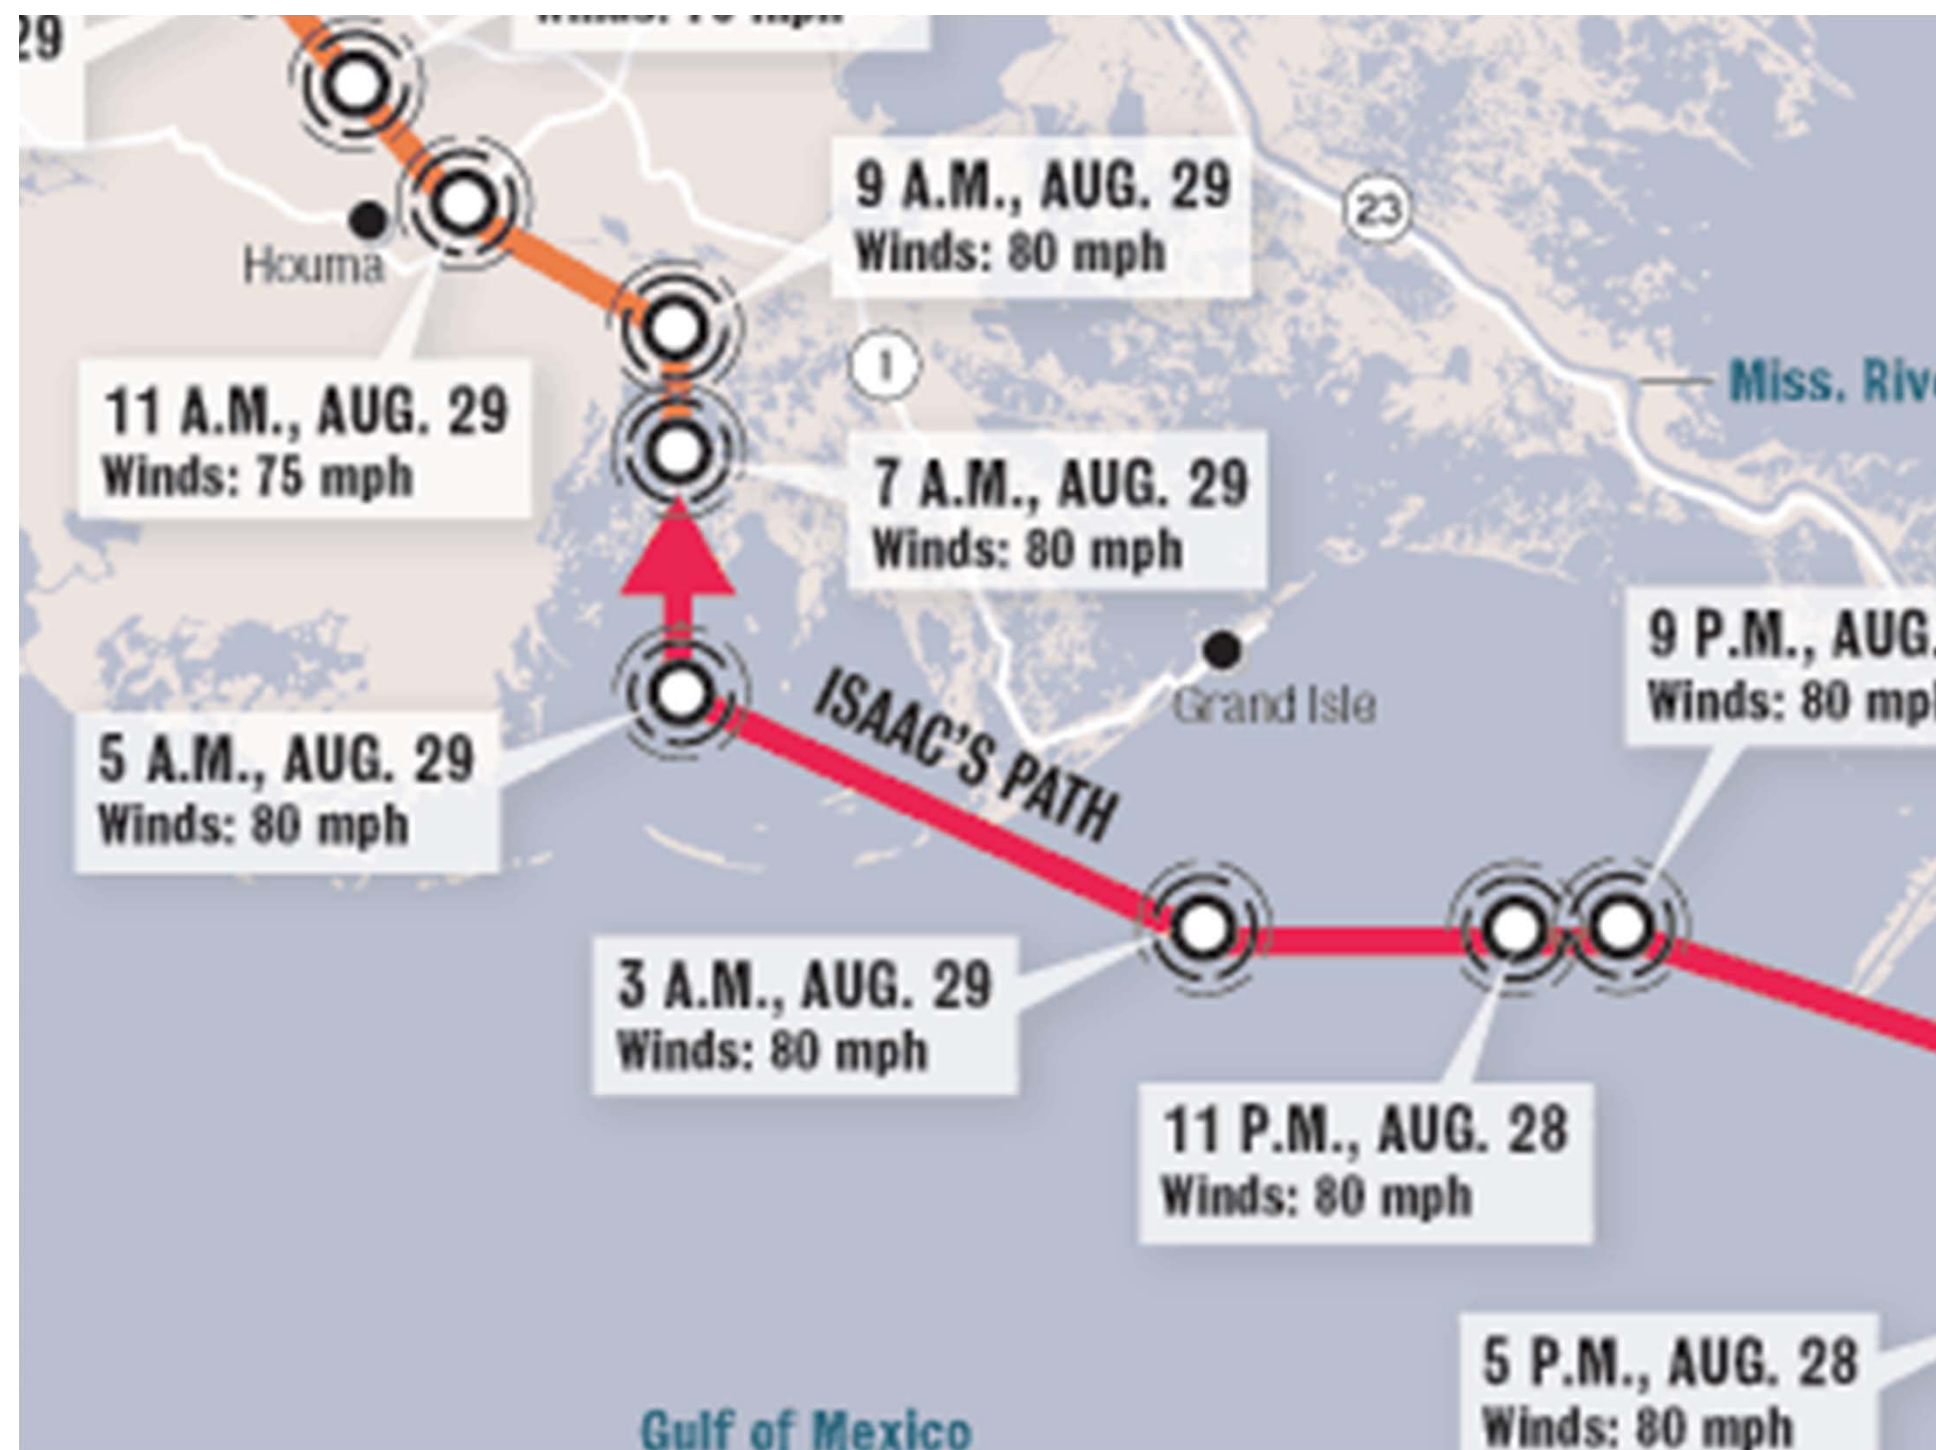 29
9 A.M., AUG. 29
Winds: 80 mph
23
Houma
1
Miss.
11 A.M., AUG. 29
Winds: 75 mph
7 A.M., AUG. 29
Winds: 80 mph
9 P.M., AUG.
Winds: 80 mph
Grand Isle
ISAAC'S PATH
5 A.M., AUG. 29
Winds: 80 mph
3 A.M., AUG. 29
Winds: 80 mph
11 P.M., AUG. 28
Winds: 80 mph
5 P.M., AUG. 28
Winds: 80 mph
Gulf of Mexico